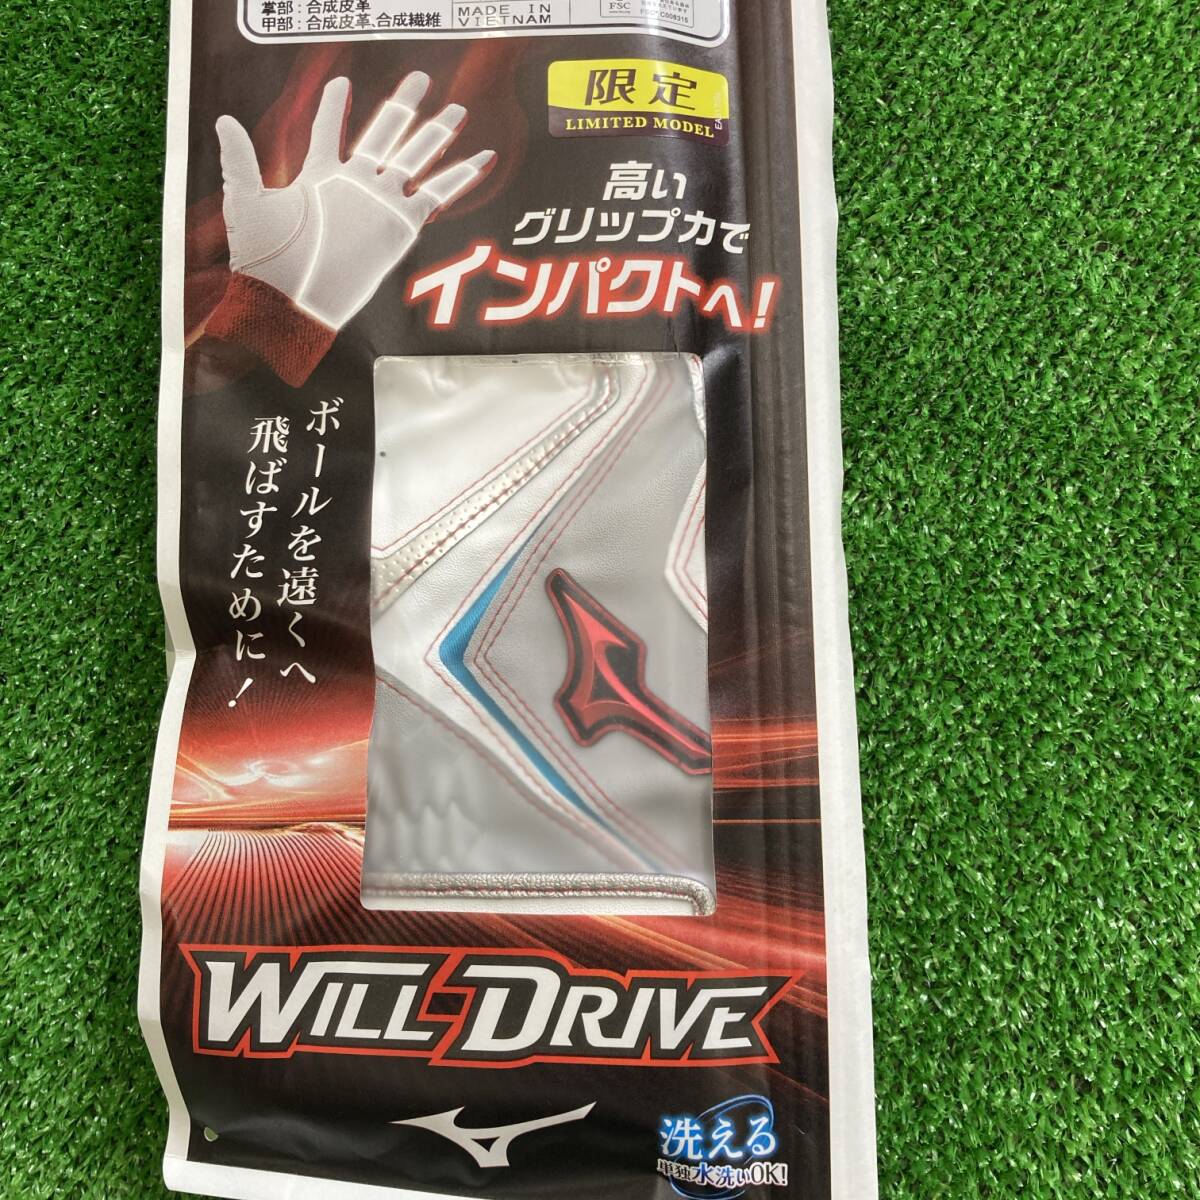 掌部：合成皮革
甲部：合成皮革、合成繊維
MADE IN
VIETNAM
FSC
限定
LIMITED MODEL
高い
グリップ力で
インパクトへ！
ボールを遠くへ
飛ばすために！
WILL-DRIVE
洗える
単独水洗いOK!